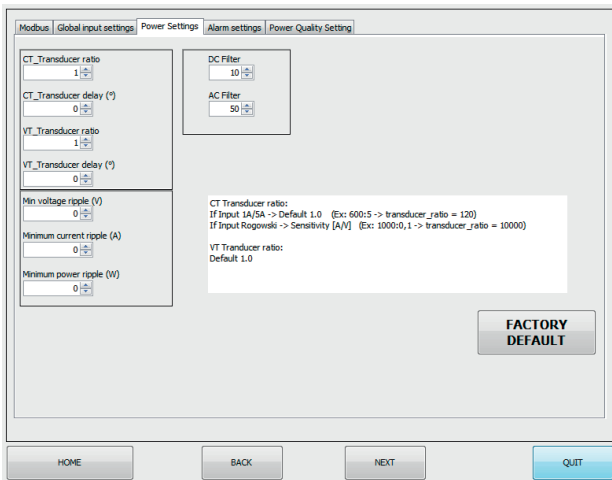 Modbus Global input settings Power Settings Alarm settings Power Quality Setting
CT_Transducer ratio
1
CT_Transducer delay (º)
0
VT_Transducer ratio
1
VT_Transducer delay (º)
0
Min voltage ripple (V)
0
Minimum current ripple (A)
0
Minimum power ripple (W)
0
DC Filter
10
AC Filter
50
CT Transducer ratio:
If Input 1A/5A -> Default 1.0 (Ex: 600:5 -> transducer_ratio = 120)
If Input Rogowski -> Sensitivity [A/V] (Ex: 1000:0,1 -> transducer_ratio = 10000)
VT Tranducer ratio:
Default 1.0
FACTORY
DEFAULT
HOME BACK NEXT QUIT